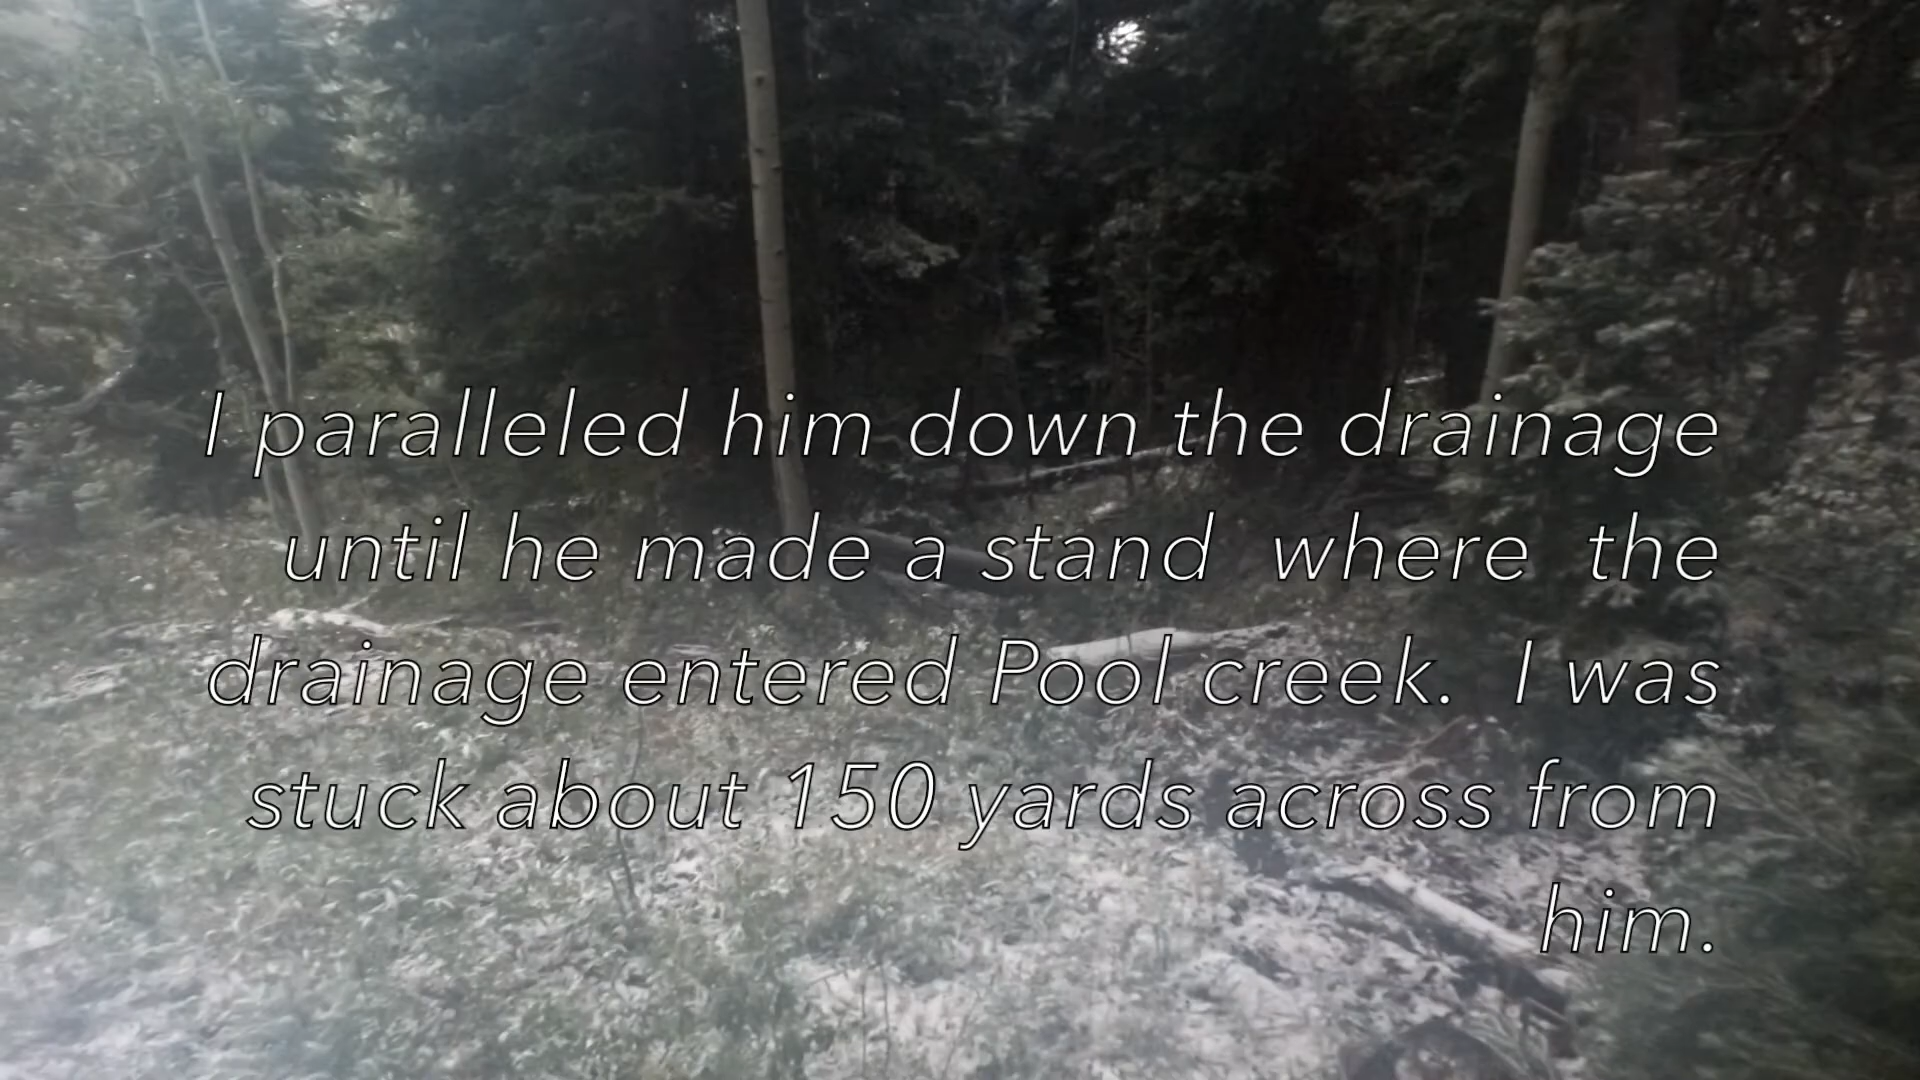 I paralleled him down the drainage
until he made a stand  where  the
drainage entered Pool creek.  I was
stuck about 150 yards across from
him.